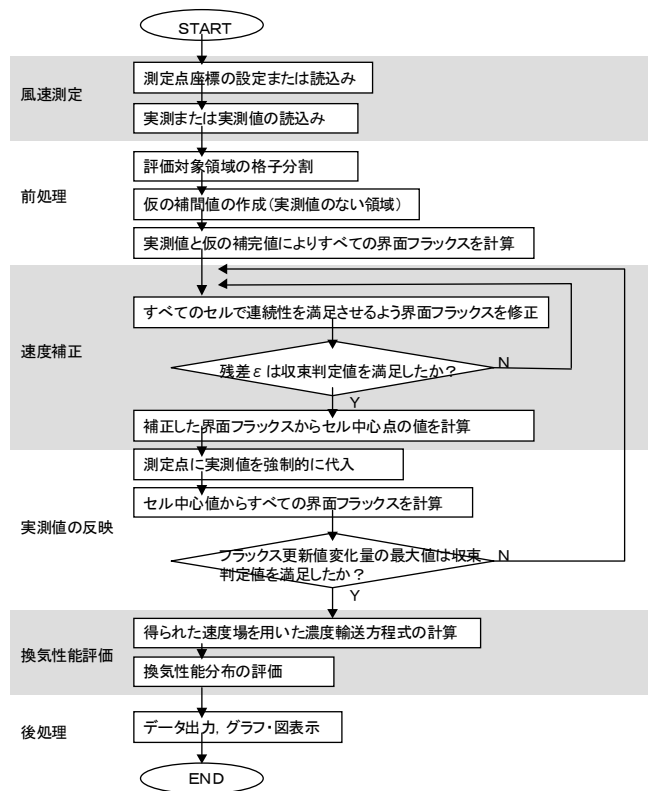 START
風速測定
測定点座標の設定または読込み
実測または実測値の読込み
前処理
評価対象領域の格子分割
仮の補間値の作成(実測値のない領域)
実測値と仮の補完値によりすべての界面フラックスを計算
速度補正
すべてのセルで連続性を満足させるよう界面フラックスを修正
残差εは収束判定値を満足したか?
N
Y
補正した界面フラックスからセル中心点の値を計算
実測値の反映
測定点に実測値を強制的に代入
セル中心値からすべての界面フラックスを計算
フラックス更新値変化量の最大値は収束
判定値を満足したか?
N
Y
換気性能評価
得られた速度場を用いた濃度輸送方程式の計算
換気性能分布の評価
後処理
データ出力, グラフ・図表示
END